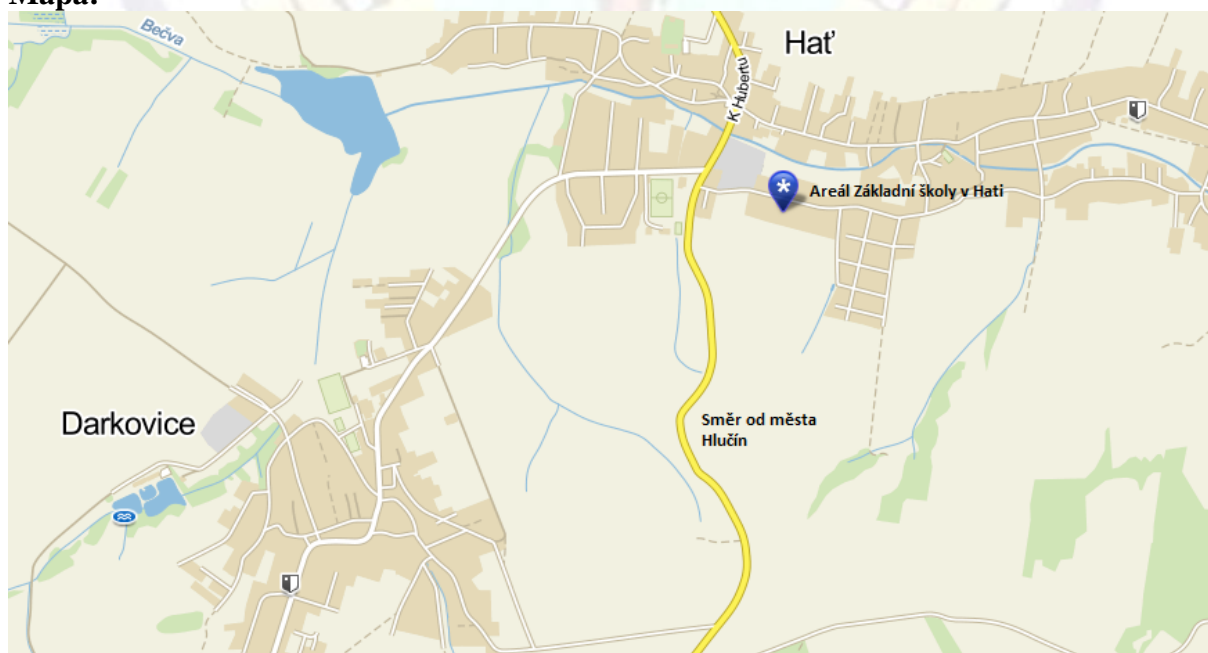 Mapa:
Bečva
Hať
K Hubertu
Areál Základní školy v Hati
Darkovice
Směr od města
Hlučín